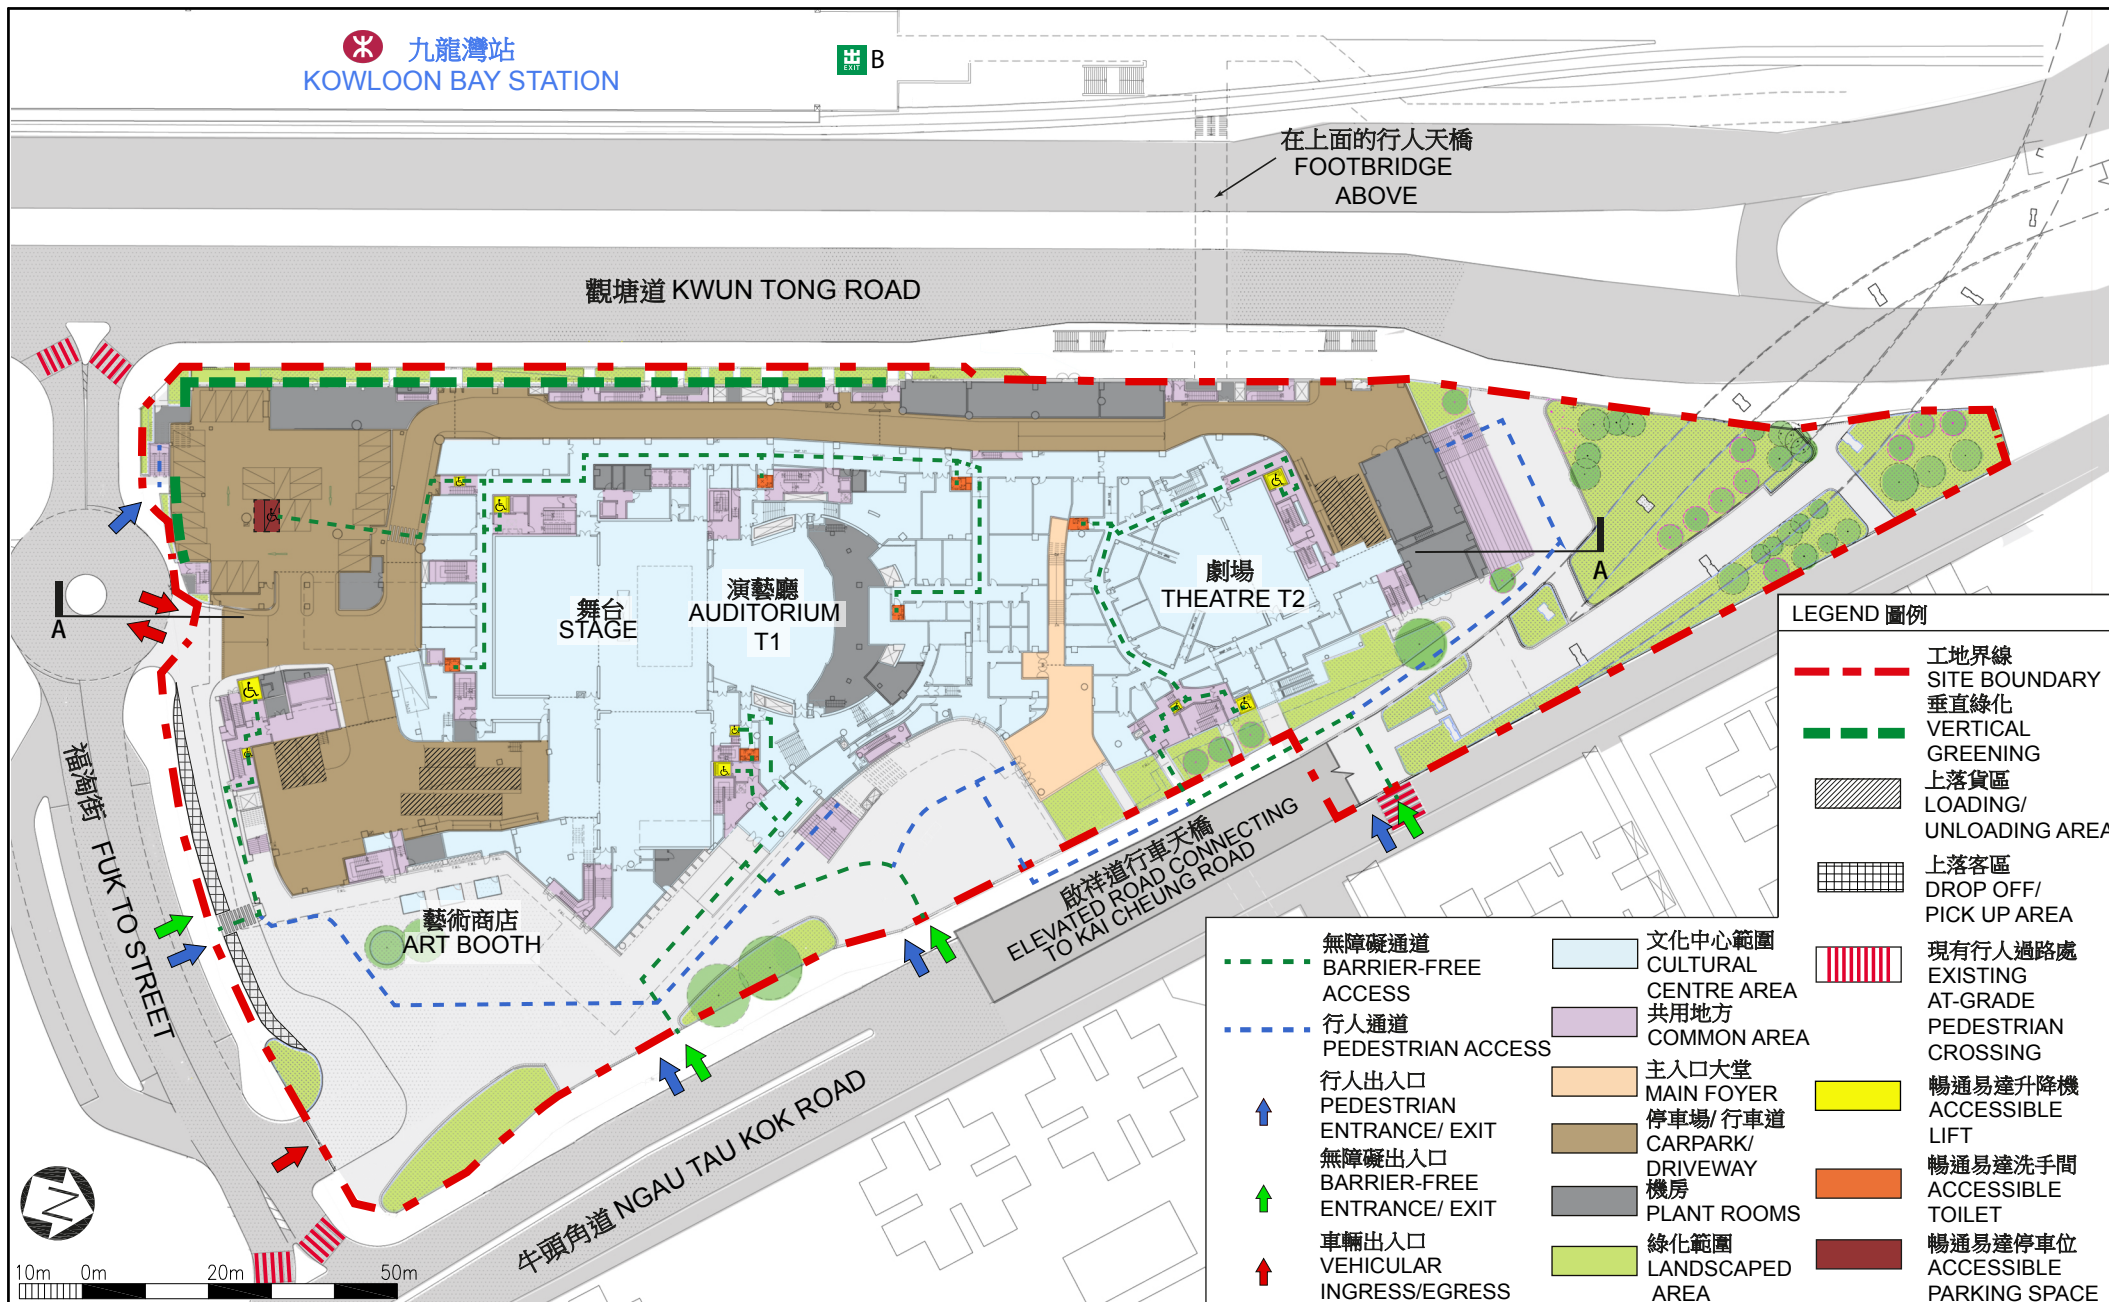 九龍灣站
KOWLOON BAY STATION
出
EXIT
B
在上面的行人天橋
FOOTBRIDGE
ABOVE
觀塘道 KWUN TONG ROAD
舞台
STAGE
演藝廳
AUDITORIUM
T1
劇場
THEATRE T2
A
A
福淘街 FUK TO STREET
藝術商店
ART BOOTH
啟祥道行車天橋
ELEVATED ROAD CONNECTING
TO KAI CHEUNG ROAD
牛頭角道 NGAU TAU KOK ROAD
N
10m 0m 20m 50m
LEGEND 圖例
工地界線
SITE BOUNDARY
垂直綠化
VERTICAL
GREENING
上落貨區
LOADING/
UNLOADING AREA
上落客區
DROP OFF/
PICK UP AREA
現有行人過路處
EXISTING
AT-GRADE
PEDESTRIAN
CROSSING
暢通易達升降機
ACCESSIBLE
LIFT
暢通易達洗手間
ACCESSIBLE
TOILET
暢通易達停車位
ACCESSIBLE
PARKING SPACE
無障礙通道
BARRIER-FREE
ACCESS
行人通道
PEDESTRIAN ACCESS
行人出入口
PEDESTRIAN
ENTRANCE/ EXIT
無障礙出入口
BARRIER-FREE
ENTRANCE/ EXIT
車輛出入口
VEHICULAR
INGRESS/EGRESS
文化中心範圍
CULTURAL
CENTRE AREA
共用地方
COMMON AREA
主入口大堂
MAIN FOYER
停車場/ 行車道
CARPARK/
DRIVEWAY
機房
PLANT ROOMS
綠化範圍
LANDSCAPED
AREA